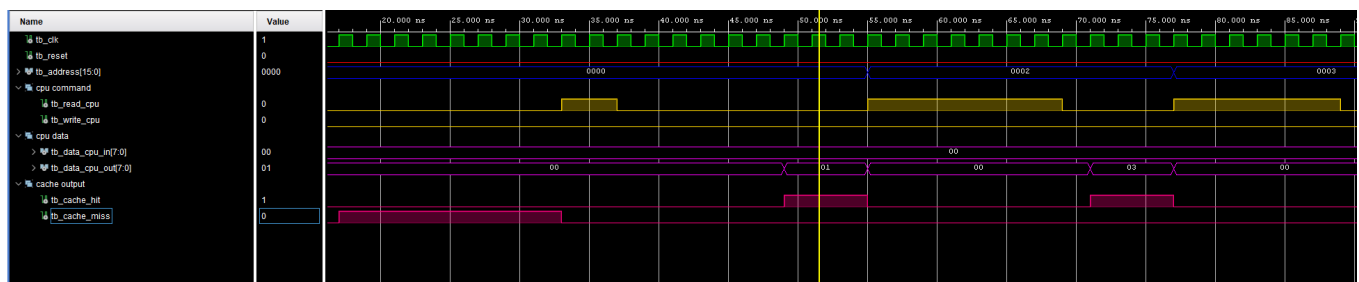 Name Value 20.000 ns 25.000 ns 30.000 ns 35.000 ns 40.000 ns 45.000 ns 50.000 ns 55.000 ns 60.000 ns 65.000 ns 70.000 ns 75.000 ns 80.000 ns 85.000 ns
tb_clk 1
tb_reset 0
tb_address[15:0] 0000 0000 0002 0003
cpu command
tb_read_cpu 0
tb_write_cpu 0
cpu data
tb_data_cpu_in[7:0] 00 00
tb_data_cpu_out[7:0] 01 00 01 00 03 00
cache output
tb_cache_hit 1
tb_cache_miss 0